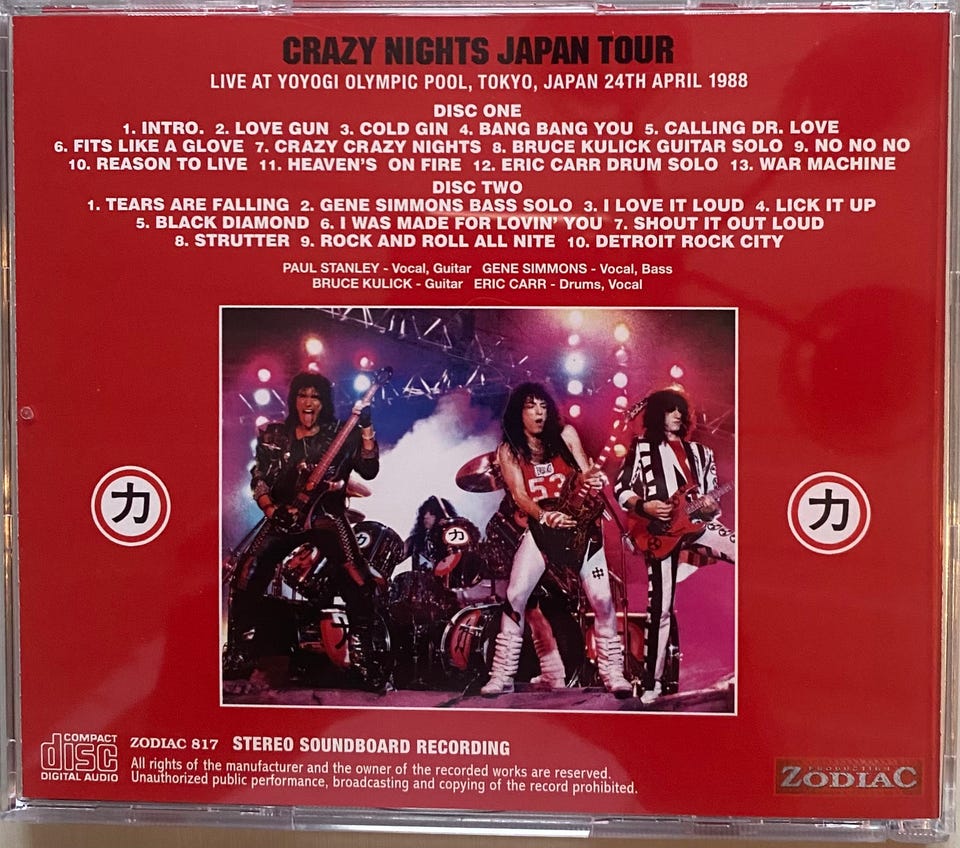 CRAZY NIGHTS JAPAN TOUR
LIVE AT YOYOGI OLYMPIC POOL, TOKYO, JAPAN 24TH APRIL 1988
DISC ONE
1. INTRO. 2. LOVE GUN 3. COLD GIN 4. BANG BANG YOU 5. CALLING DR. LOVE
6. FITS LIKE A GLOVE 7. CRAZY CRAZY NIGHTS 8. BRUCE KULICK GUITAR SOLO 9. NO NO NO
10. REASON TO LIVE 11. HEAVEN'S ON FIRE 12. ERIC CARR DRUM SOLO 13. WAR MACHINE
DISC TWO
1. TEARS ARE FALLING 2. GENE SIMMONS BASS SOLO 3. I LOVE IT LOUD 4. LICK IT UP
5. BLACK DIAMOND 6. I WAS MADE FOR LOVIN' YOU 7. SHOUT IT OUT LOUD
8. STRUTTER 9. ROCK AND ROLL ALL NITE 10. DETROIT ROCK CITY
PAUL STANLEY - Vocal, Guitar GENE SIMMONS - Vocal, Bass
BRUCE KULICK - Guitar ERIC CARR - Drums, Vocal
力
力
53
力
力
力
COMPACT
disc
DIGITAL AUDIO
ZODIAC 817 STEREO SOUNDBOARD RECORDING
All rights of the manufacturer and the owner of the recorded works are reserved.
Unauthorized public performance, broadcasting and copying of the record prohibited.
ZODIAC